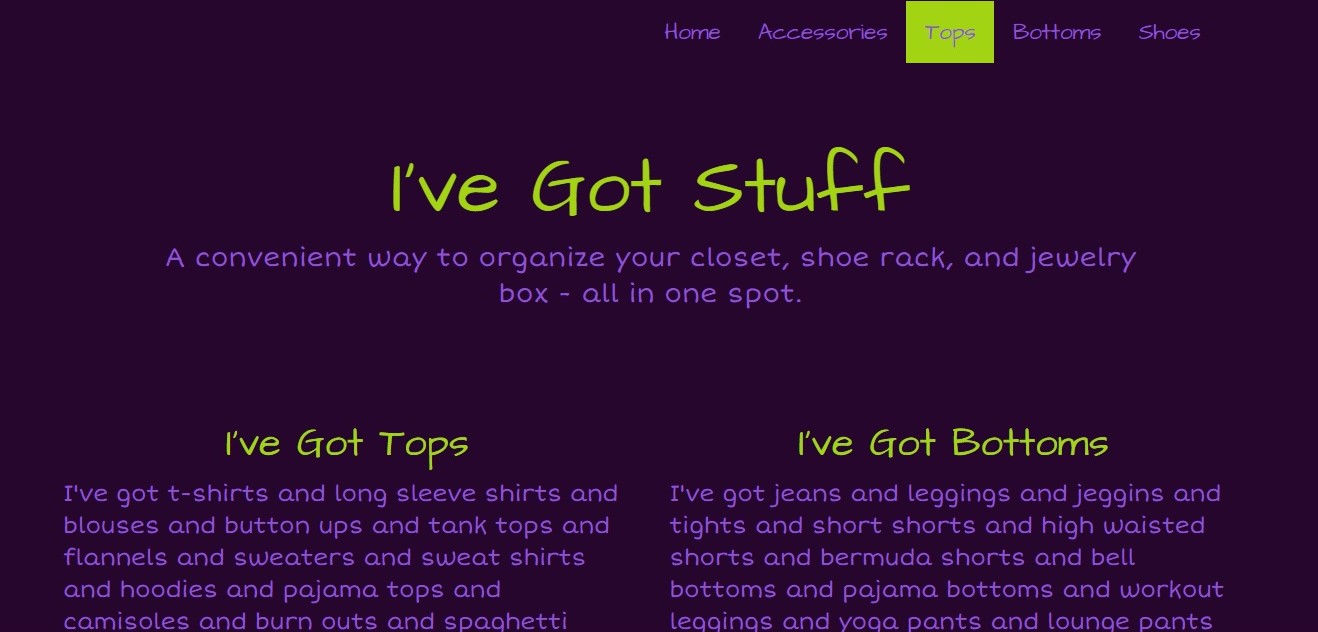 Home Accessories Tops Bottoms Shoes
I've Got Stuff
A convenient way to organize your closet, shoe rack, and jewelry
box - all in one spot.
I've Got Tops
I've got t-shirts and long sleeve shirts and
blouses and button ups and tank tops and
flannels and sweaters and sweat shirts
and hoodies and pajama tops and
camisoles and burn outs and spaghetti
I've Got Bottoms
I've got jeans and leggings and jeggins and
tights and short shorts and high waisted
shorts and bermuda shorts and bell
bottoms and pajama bottoms and workout
leggings and yoga pants and lounge pants